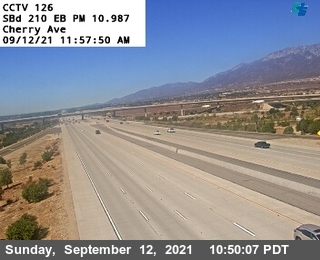 CCTV 126
SBd 210 EB PM 10.987
Cherry Ave
09/12/21 11:57:50 AM
Sunday, September 12, 2021 10:50:07 PDT